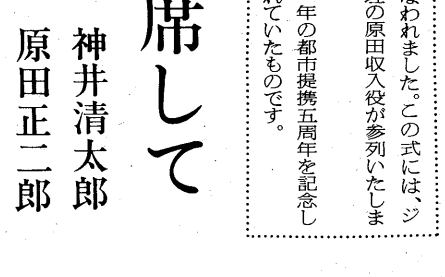 なわれました。この式には、ジ
の原田収入役が参列いたしま
年の都市提携五周年を記念し
れていたものです。
席して
神井清太郎
原田正二郎